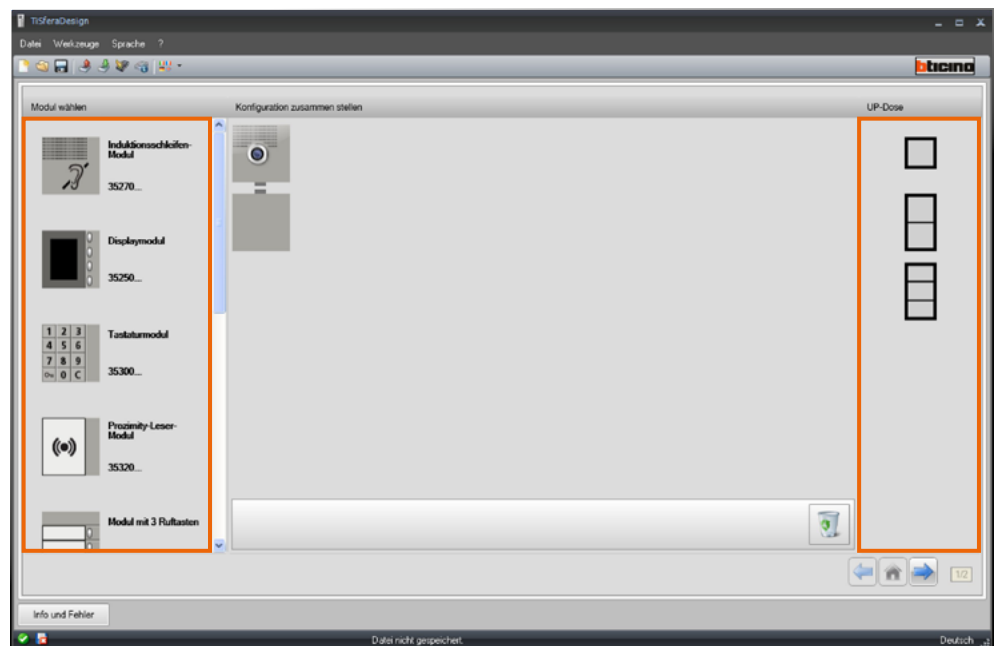 TiSferaDesign
Datei Werkzeuge Sprache ?
bticino
Modul wählen
Konfiguration zusammen stellen
UP-Dose
Induktionsschleifen-
Modul
35270...
Displaymodul
35250...
1 2 3
4 5 6
7 8 9
0 C
Tastaturmodul
35300...
Prozimity-Leser-
Modul
35320...
Modul mit 3 Ruftasten
1/2
Info und Fehler
Datei nicht gespeichert.
Deutsch